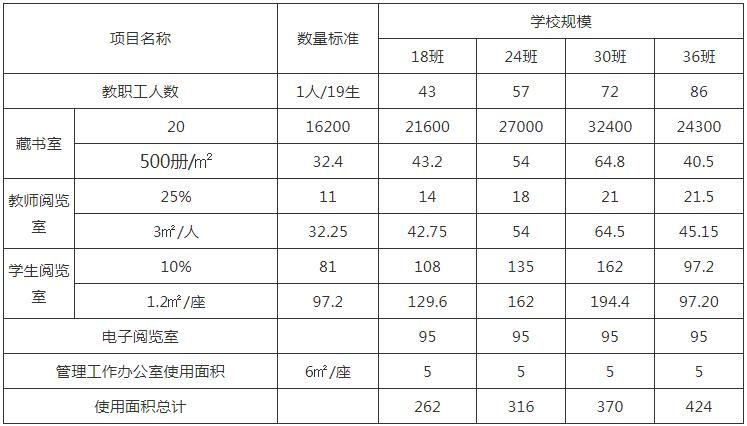 项目名称 数量标准 学校规模
18班 24班 30班 36班
教职工人数 1人/19生 43 57 72 86
藏书室 20 16200 21600 27000 32400 24300
500册/㎡ 32.4 43.2 54 64.8 40.5
教师阅览室 25% 11 14 18 21 21.5
3㎡/人 32.25 42.75 54 64.5 45.15
学生阅览室 10% 81 108 135 162 97.2
1.2㎡/座 97.2 129.6 162 194.4 97.20
电子阅览室 95 95 95 95
管理工作办公室使用面积 6㎡/座 5 5 5 5
使用面积总计 262 316 370 424